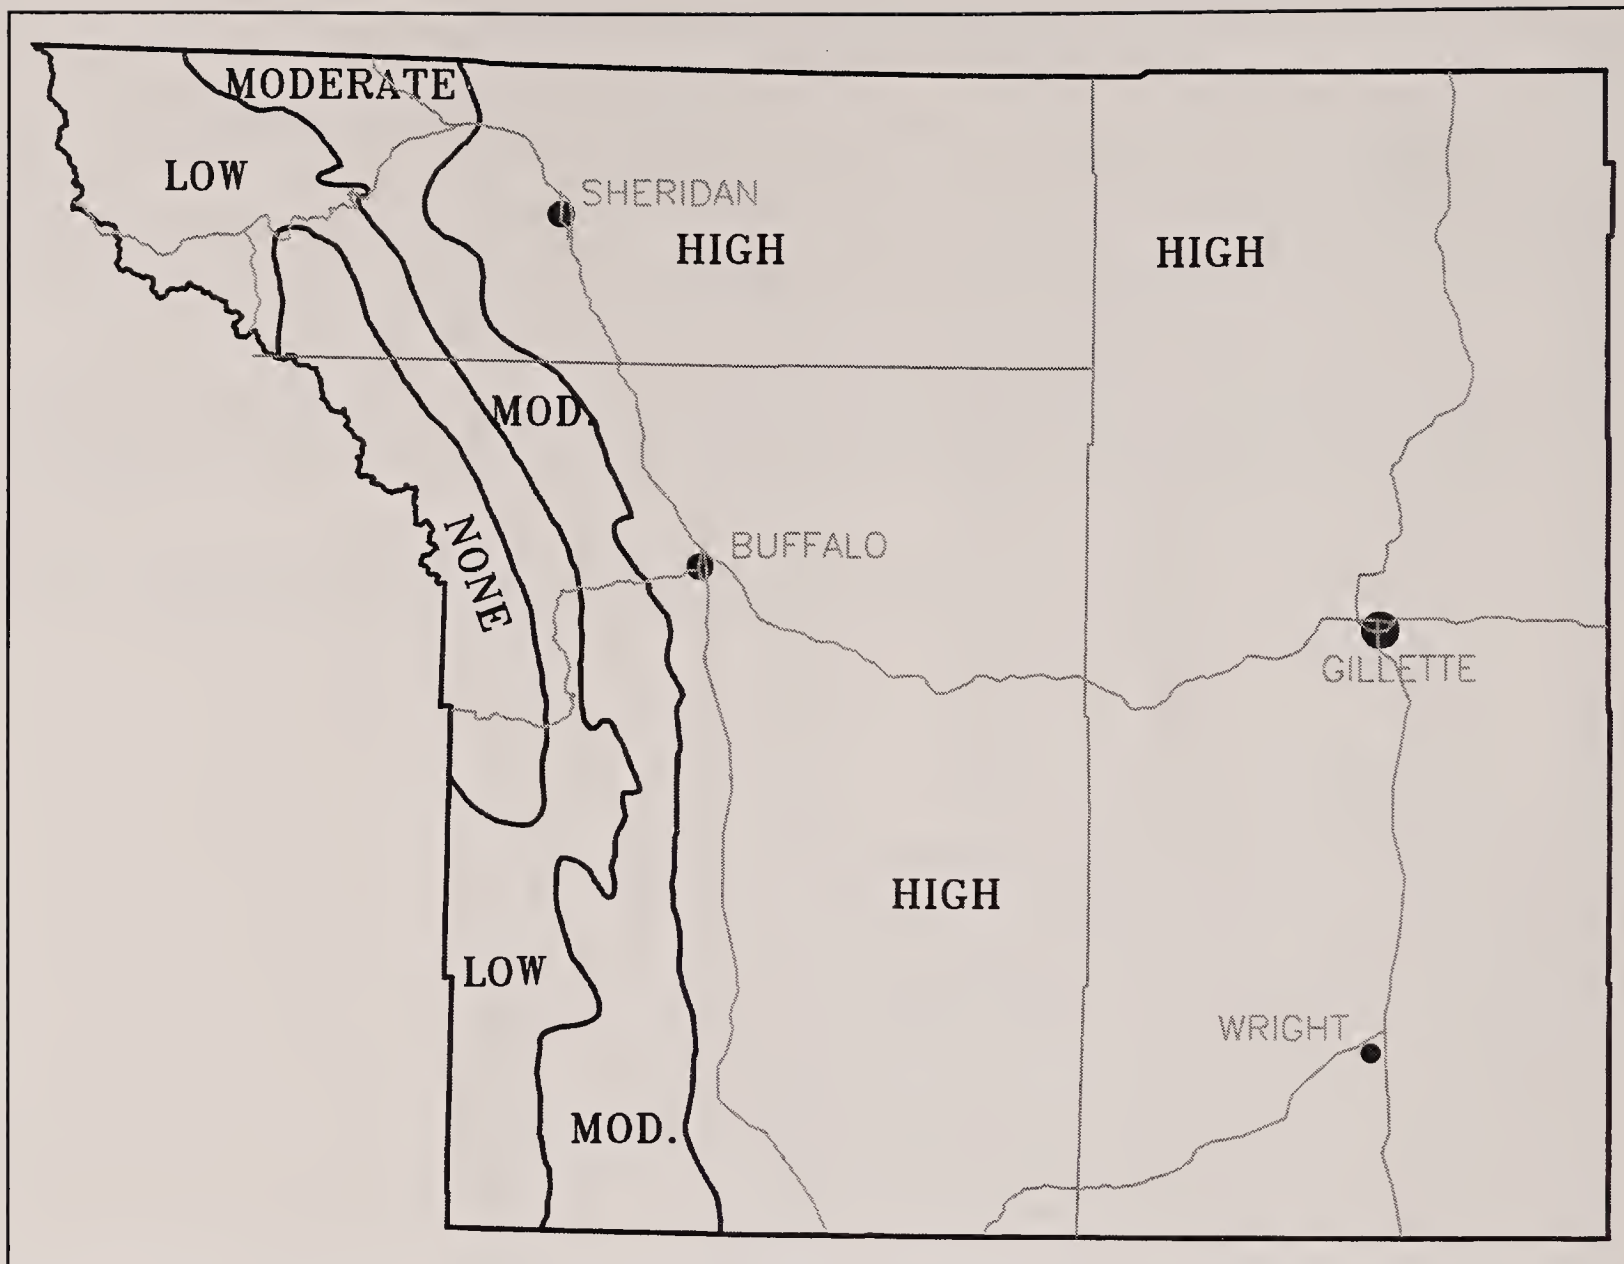 MODERATE
LOW
SHERIDAN
HIGH
HIGH
MOD.
NONE
BUFFALO
GILLETTE
HIGH
LOW
WRIGHT
MOD.